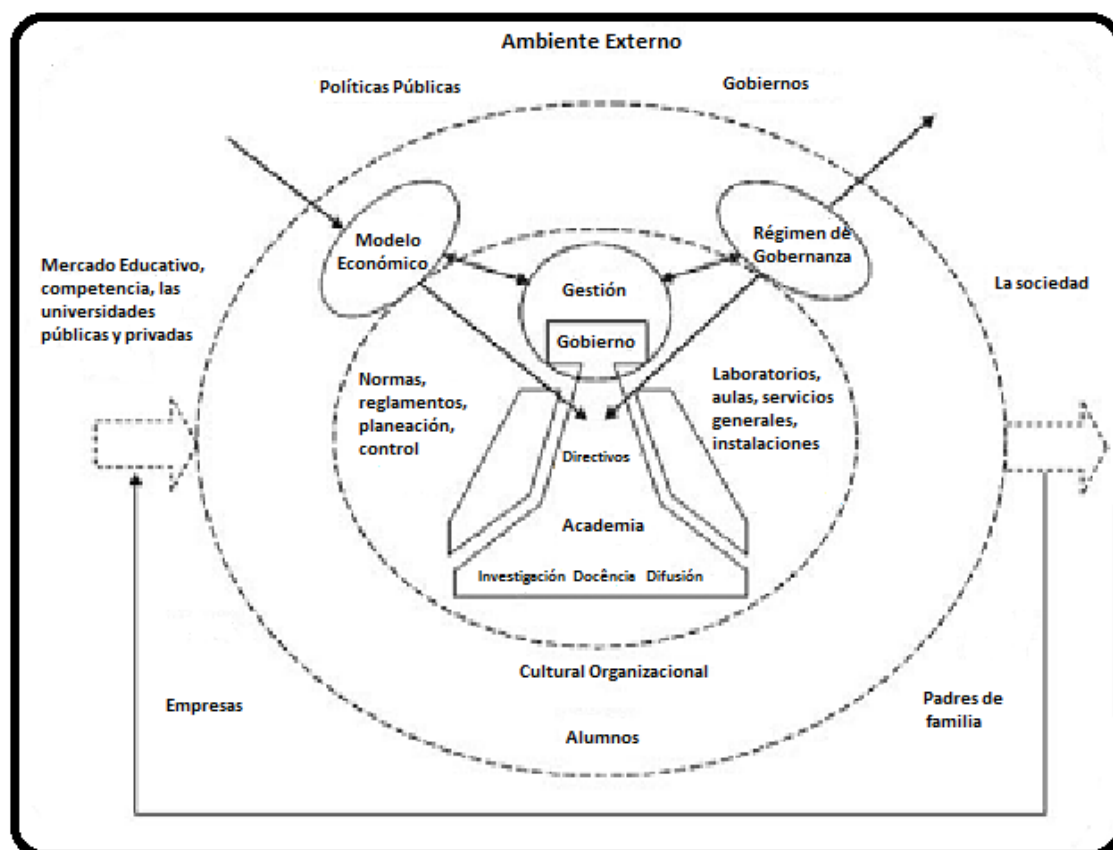 Ambiente Externo
Políticas Públicas
Gobiernos
Modelo
Económico
Régimen de
Gobernanza
Mercado Educativo,
competencia, las
universidades
públicas y privadas
La sociedad
Gestión
Gobierno
Normas,
reglamentos,
planeación,
control
Laboratorios,
aulas, servicios
generales,
instalaciones
Directivos
Academia
Investigación Docência Difusión
Cultural Organizacional
Empresas
Padres de
familia
Alumnos